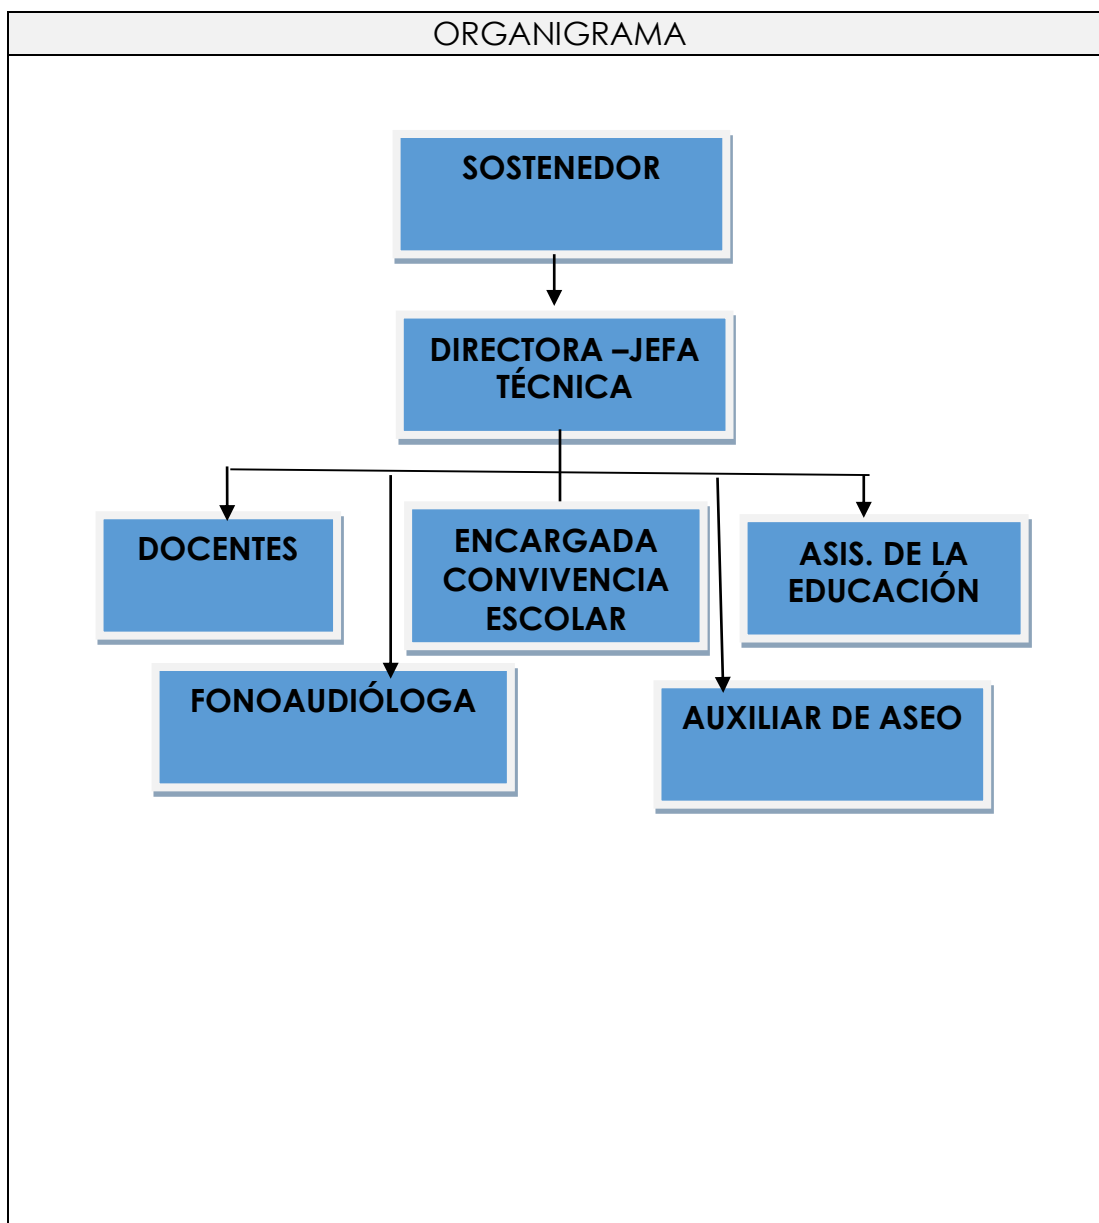 ORGANIGRAMA
SOSTENEDOR
DIRECTORA –JEFA
TÉCNICA
DOCENTES
ENCARGADA
CONVIVENCIA
ESCOLAR
ASIS. DE LA
EDUCACIÓN
FONOAUDIÓLOGA
AUXILIAR DE ASEO